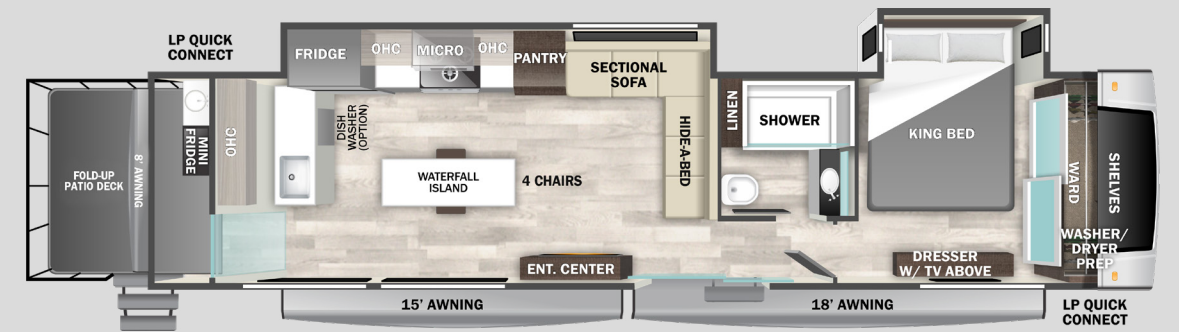 LP QUICK
CONNECT
FRIDGE
OHC
MICRO
OHC
PANTRY
SECTIONAL
SOFA
HIDE-A-BED
LINEN
SHOWER
KING BED
WARD
SHELVES
WASHER/
DRYER
PREP
FOLD-UP
PATIO DECK
8' AWNING
MINI
FRIDGE
OHC
DISH
WASHER
(OPTION)
WATERFALL
ISLAND
4 CHAIRS
ENT. CENTER
DRESSER
W/ TV ABOVE
15’ AWNING
18’ AWNING
LP QUICK
CONNECT